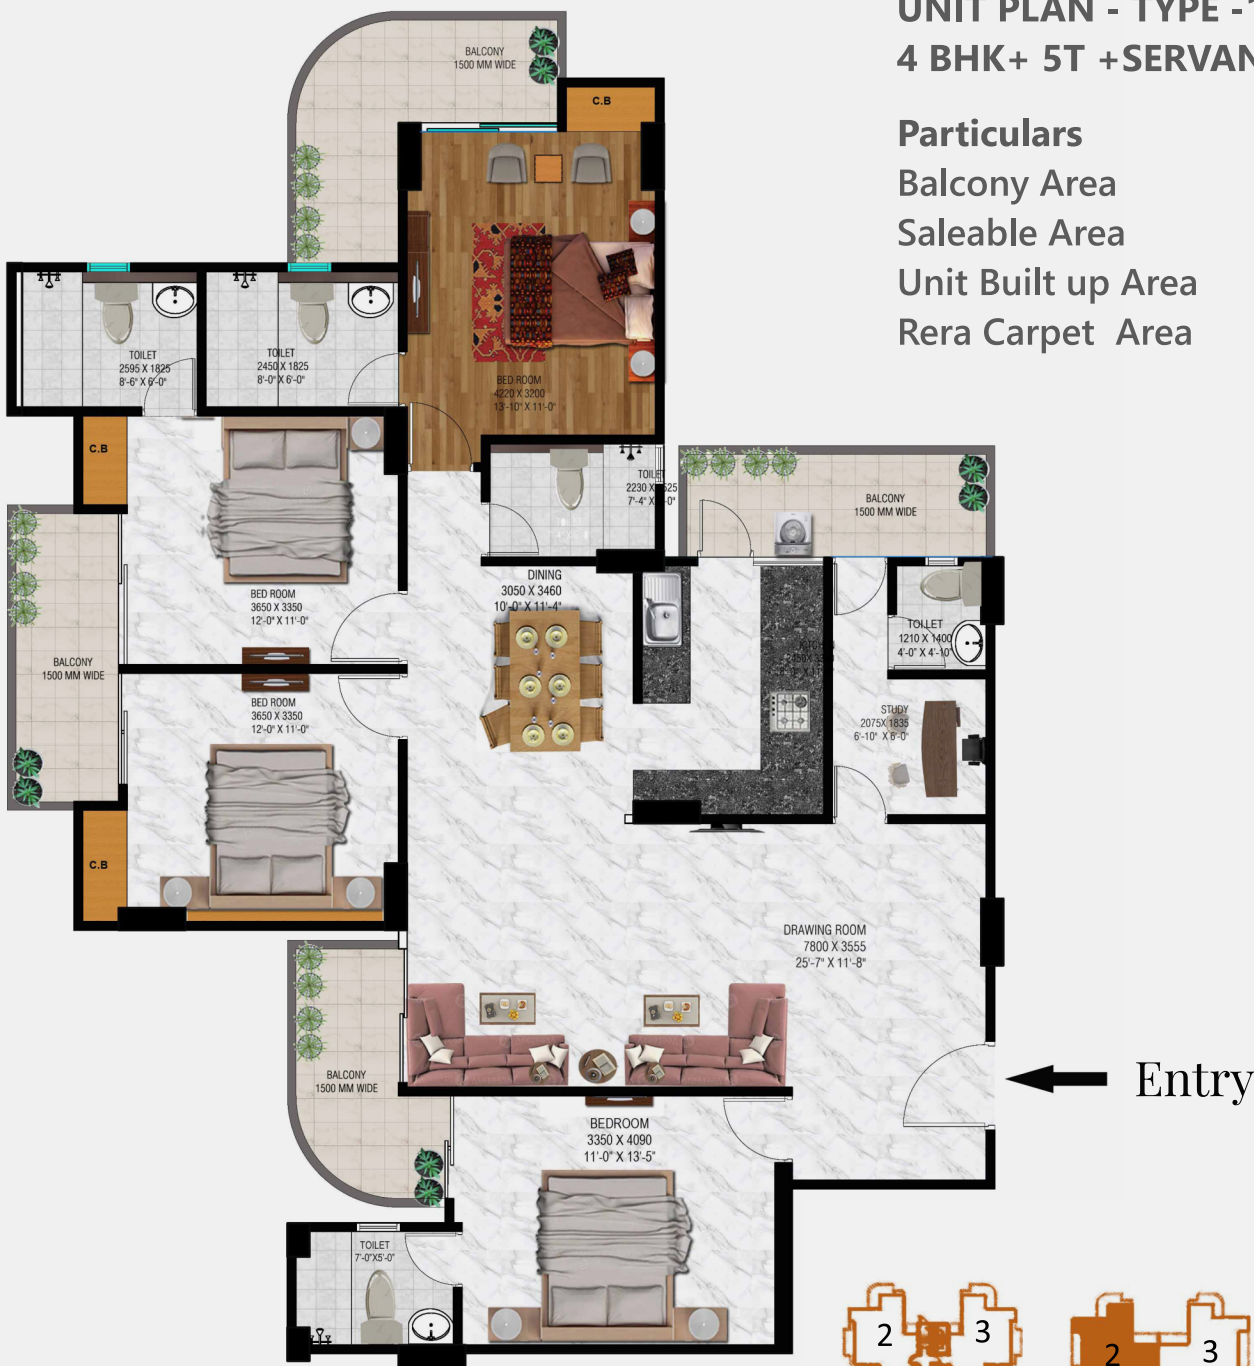 UNIT PLAN - TYPE -1
4 BHK+ 5T +SERVAN
Particulars
Balcony Area
Saleable Area
Unit Built up Area
Rera Carpet Area
BALCONY
1500 MM WIDE
C.B
TOILET
2595 X 1825
8'-6" X 6'-0"
TOILET
2450 X 1825
8'-0" X 6'-0"
BED ROOM
4220 X 3200
13'-10" X 11'-0"
C.B
TOILET
7'-4" X
BALCONY
1500 MM WIDE
BED ROOM
3650 X 3350
12'-0" X 11'-0"
DINING
3050 X 3460
10'-0" X 11'-4"
TOILET
1210 X 1400
4'-0" X 4'-10"
BALCONY
1500 MM WIDE
BED ROOM
3650 X 3350
12'-0" X 11'-0"
STUDY
2075X 1835
6'-10" X 6'-0"
C.B
DRAWING ROOM
7800 X 3555
25'-7" X 11'-8"
BALCONY
1500 MM WIDE
Entry
BEDROOM
3350 X 4090
11'-0" X 13'-5"
TOILET
7'-0"X5'-0"
2
3
2
3